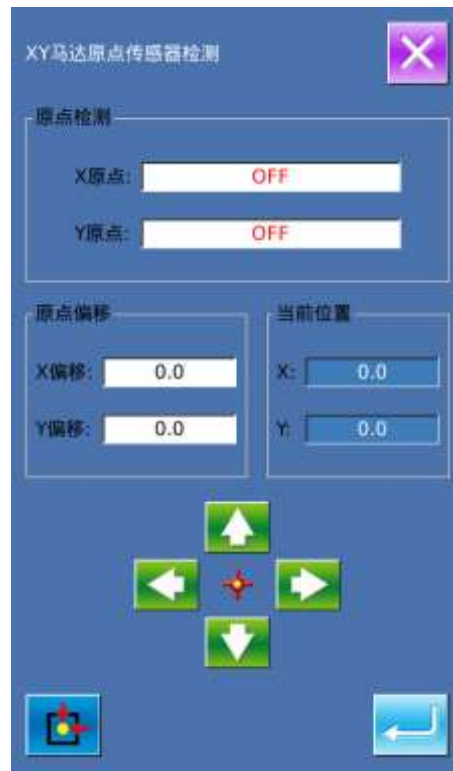 XY马达原点传感器检测
原点检测
X原点: OFF
Y原点: OFF
原点偏移
X偏移: 0.0
Y偏移: 0.0
当前位置
X: 0.0
Y: 0.0